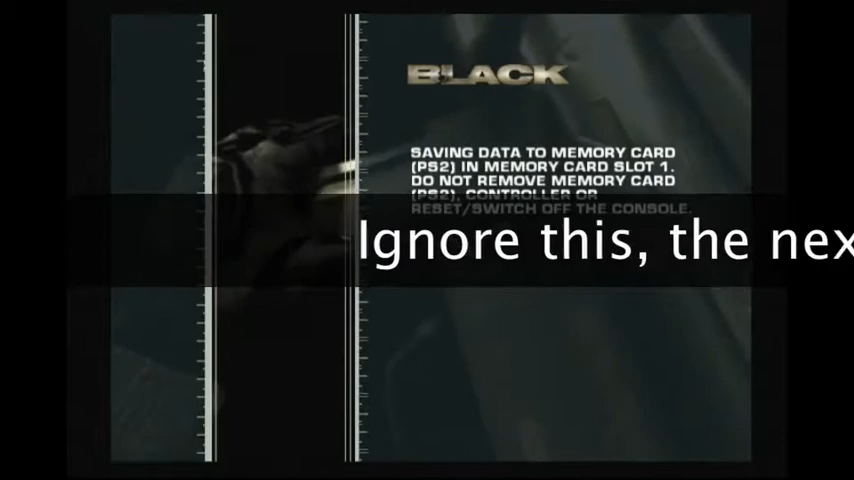 BLACK
SAVING DATA TO MEMORY CARD
(PS2) IN MEMORY CARD SLOT 1.
DO NOT REMOVE MEMORY CARD
(PS2), CONTROLLER OR
RESET/SWITCH OFF THE CONSOLE.
Ignore this, the nex